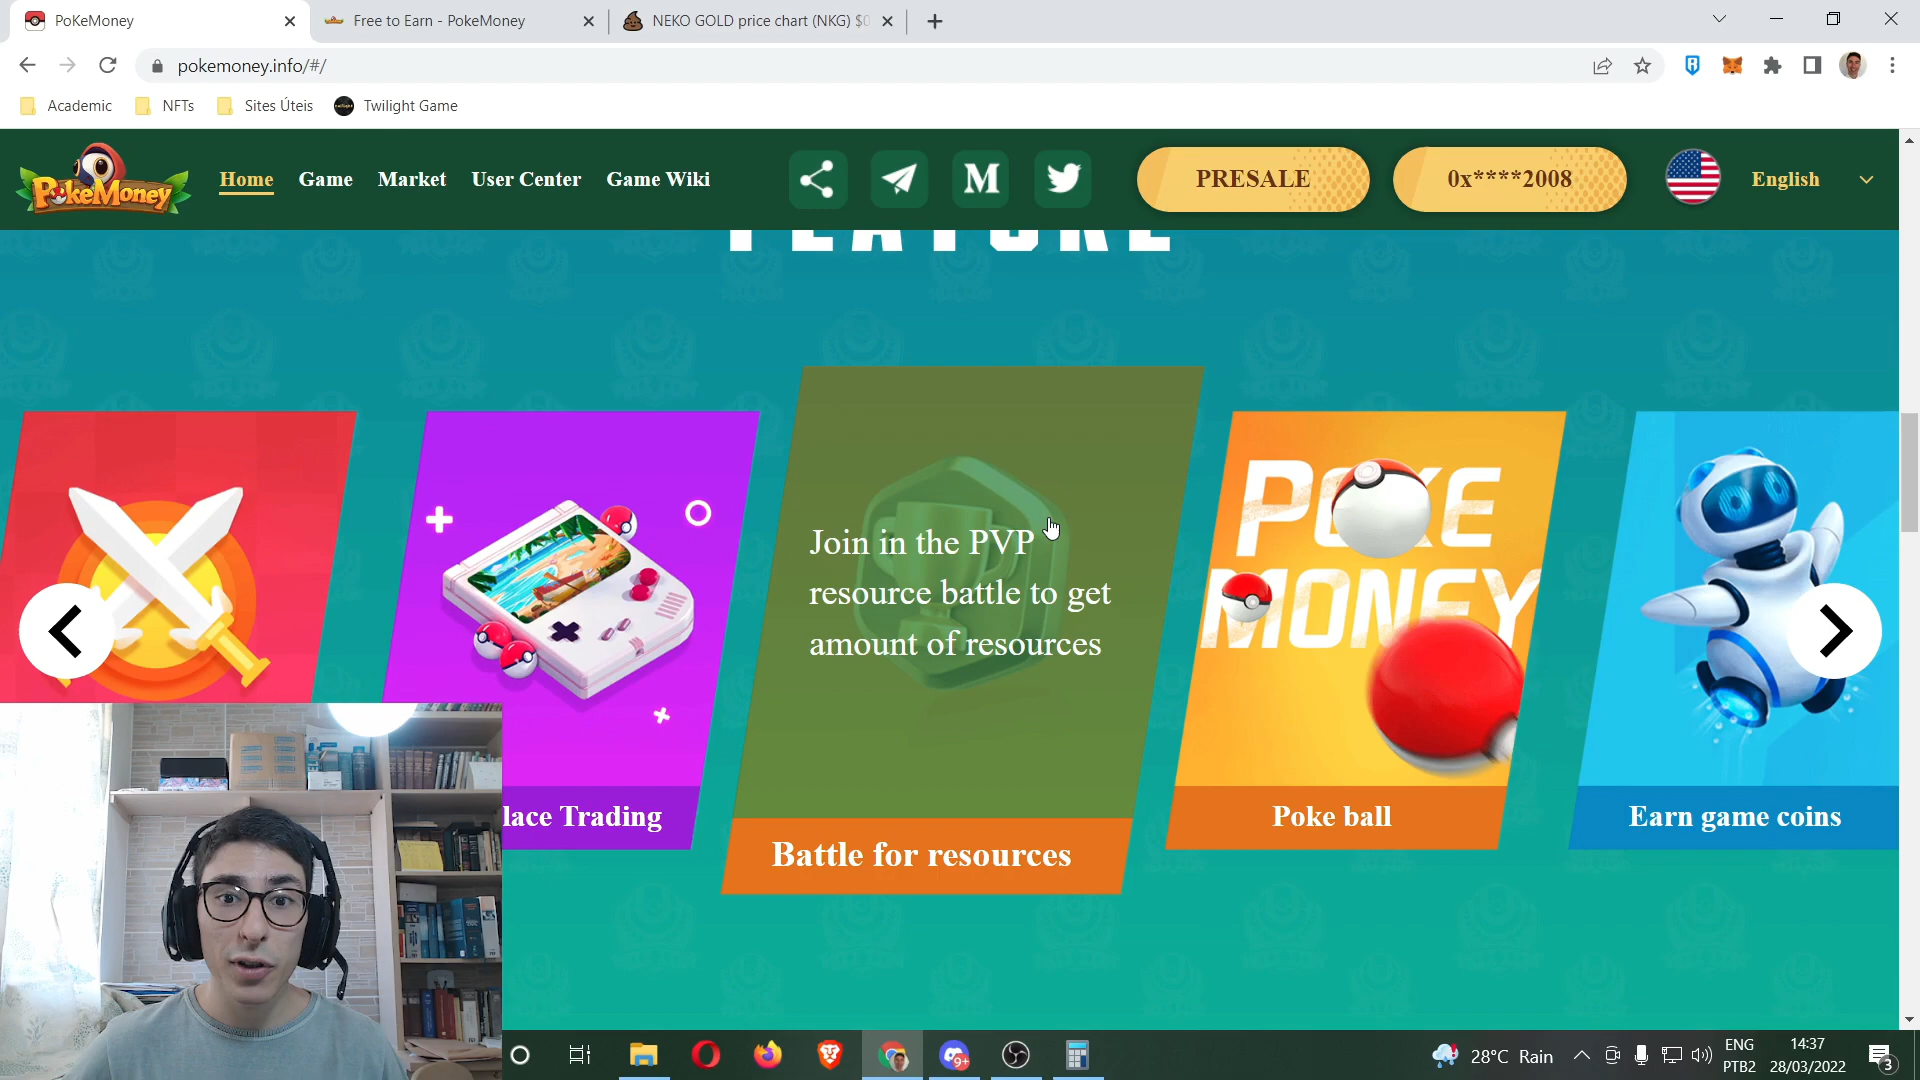 PoKeMoney
Free to Earn - PokeMoney
NEKO GOLD price chart (NKG) $0
pokemoney.info/#/
Academic
NFTs
Sites Úteis
Twilight Game
PoKeMoney
Home
Game
Market
User Center
Game Wiki
M
PRESALE
0x****2008
English
FEATURE
Join in the PVP
resource battle to get
amount of resources
POKE
MONEY
lace Trading
Battle for resources
Poke ball
Earn game coins
9+
28°C Rain
ENG
PTB2
14:37
28/03/2022
3